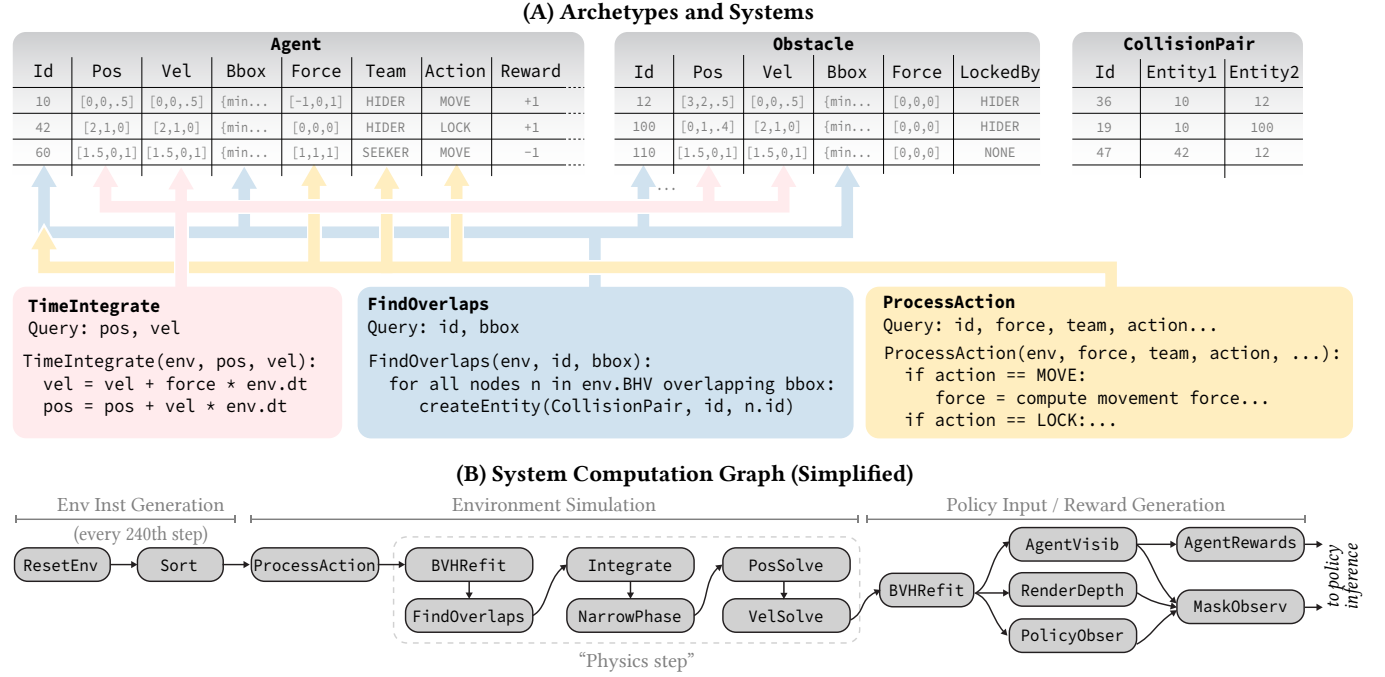 (A) Archetypes and Systems
Agent
Id Pos Vel Bbox Force Team Action Reward
10 [0,0,.5] [0,0,.5] {min... [-1,0,1] HIDER MOVE +1
42 [2,1,0] [2,1,0] {min... [0,0,0] HIDER LOCK +1
60 [1.5,0,1] [1.5,0,1] {min... [1,1,1] SEEKER MOVE -1
Obstacle
Id Pos Vel Bbox Force LockedBy
12 [3,2,.5] [0,0,.5] {min... [0,0,0] HIDER
100 [0,1,.4] [2,1,0] {min... [0,0,0] HIDER
110 [1.5,0,1] [1.5,0,1] {min... [0,0,0] NONE
...
CollisionPair
Id Entity1 Entity2
36 10 12
19 10 100
47 42 12
TimeIntegrate
Query: pos, vel
TimeIntegrate(env, pos, vel):
vel = vel + force * env.dt
pos = pos + vel * env.dt
FindOverlaps
Query: id, bbox
FindOverlaps(env, id, bbox):
for all nodes n in env.BHV overlapping bbox:
createEntity(CollisionPair, id, n.id)
ProcessAction
Query: id, force, team, action...
ProcessAction(env, force, team, action, ...):
if action == MOVE:
force = compute movement force...
if action == LOCK:...
(B) System Computation Graph (Simplified)
Env Inst Generation
(every 240th step)
Environment Simulation
Policy Input / Reward Generation
ResetEnv
Sort
ProcessAction
BVHRefit
FindOverlaps
Integrate
NarrowPhase
PosSolve
VelSolve
"Physics step"
BVHRefit
AgentVisib
RenderDepth
PolicyObser
AgentRewards
MaskObserv
to policy
inference